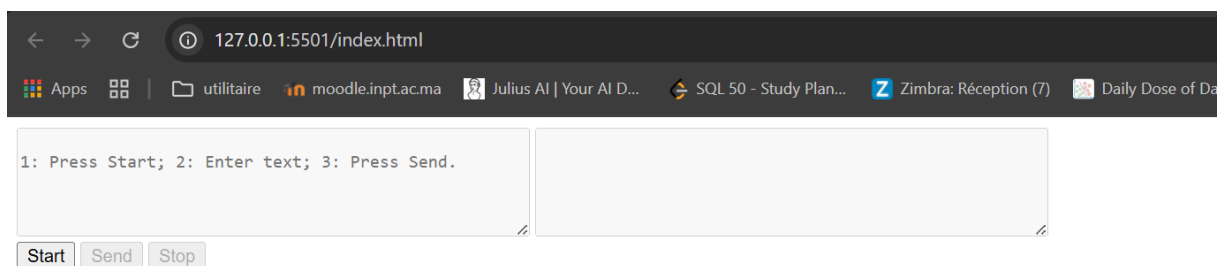 127.0.0.1:5501/index.html
Apps utilitaire moodle.inpt.ac.ma Julius AI | Your AI D... SQL 50 - Study Plan... Zimbra: Réception (7) Daily Dose of Da
1: Press Start; 2: Enter text; 3: Press Send.
Start Send Stop